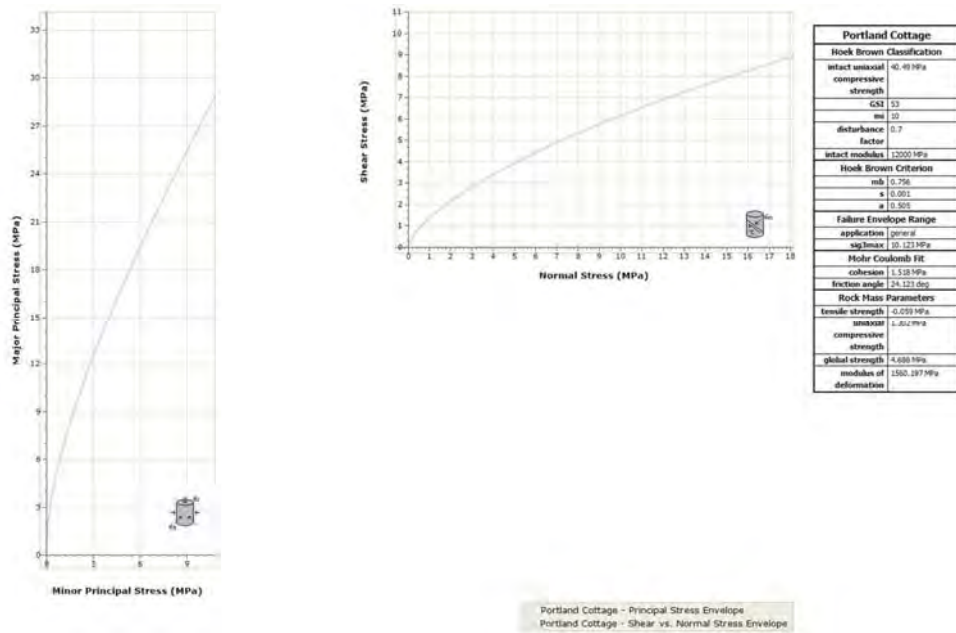 33
30
27
24
21
18
15
12
9
6
3
0
Major Principal Stress (MPa)
0 3 6 9
Minor Principal Stress (MPa)
11
10
9
8
7
6
5
4
3
2
1
0
Shear Stress (MPa)
0 1 2 3 4 5 6 7 8 9 10 11 12 13 14 15 16 17 18
Normal Stress (MPa)
Portland Cottage
Hoek Brown Classification
intact uniaxial 40.49 MPa
compressive
strength
GSI 53
mi 10
disturbance 0.7
factor
intact modulus 12000 MPa
Hoek Brown Criterion
mb 0.756
s 0.001
a 0.505
Failure Envelope Range
application general
sig3max 10.123 MPa
Mohr Coulomb Fit
cohesion 1.518 MPa
friction angle 24.123 deg
Rock Mass Parameters
tensile strength -0.059 MPa
uniaxial
compressive
strength
global strength 4.688 MPa
modulus of 1560.197 MPa
deformation
Portland Cottage - Principal Stress Envelope
Portland Cottage - Shear vs. Normal Stress Envelope